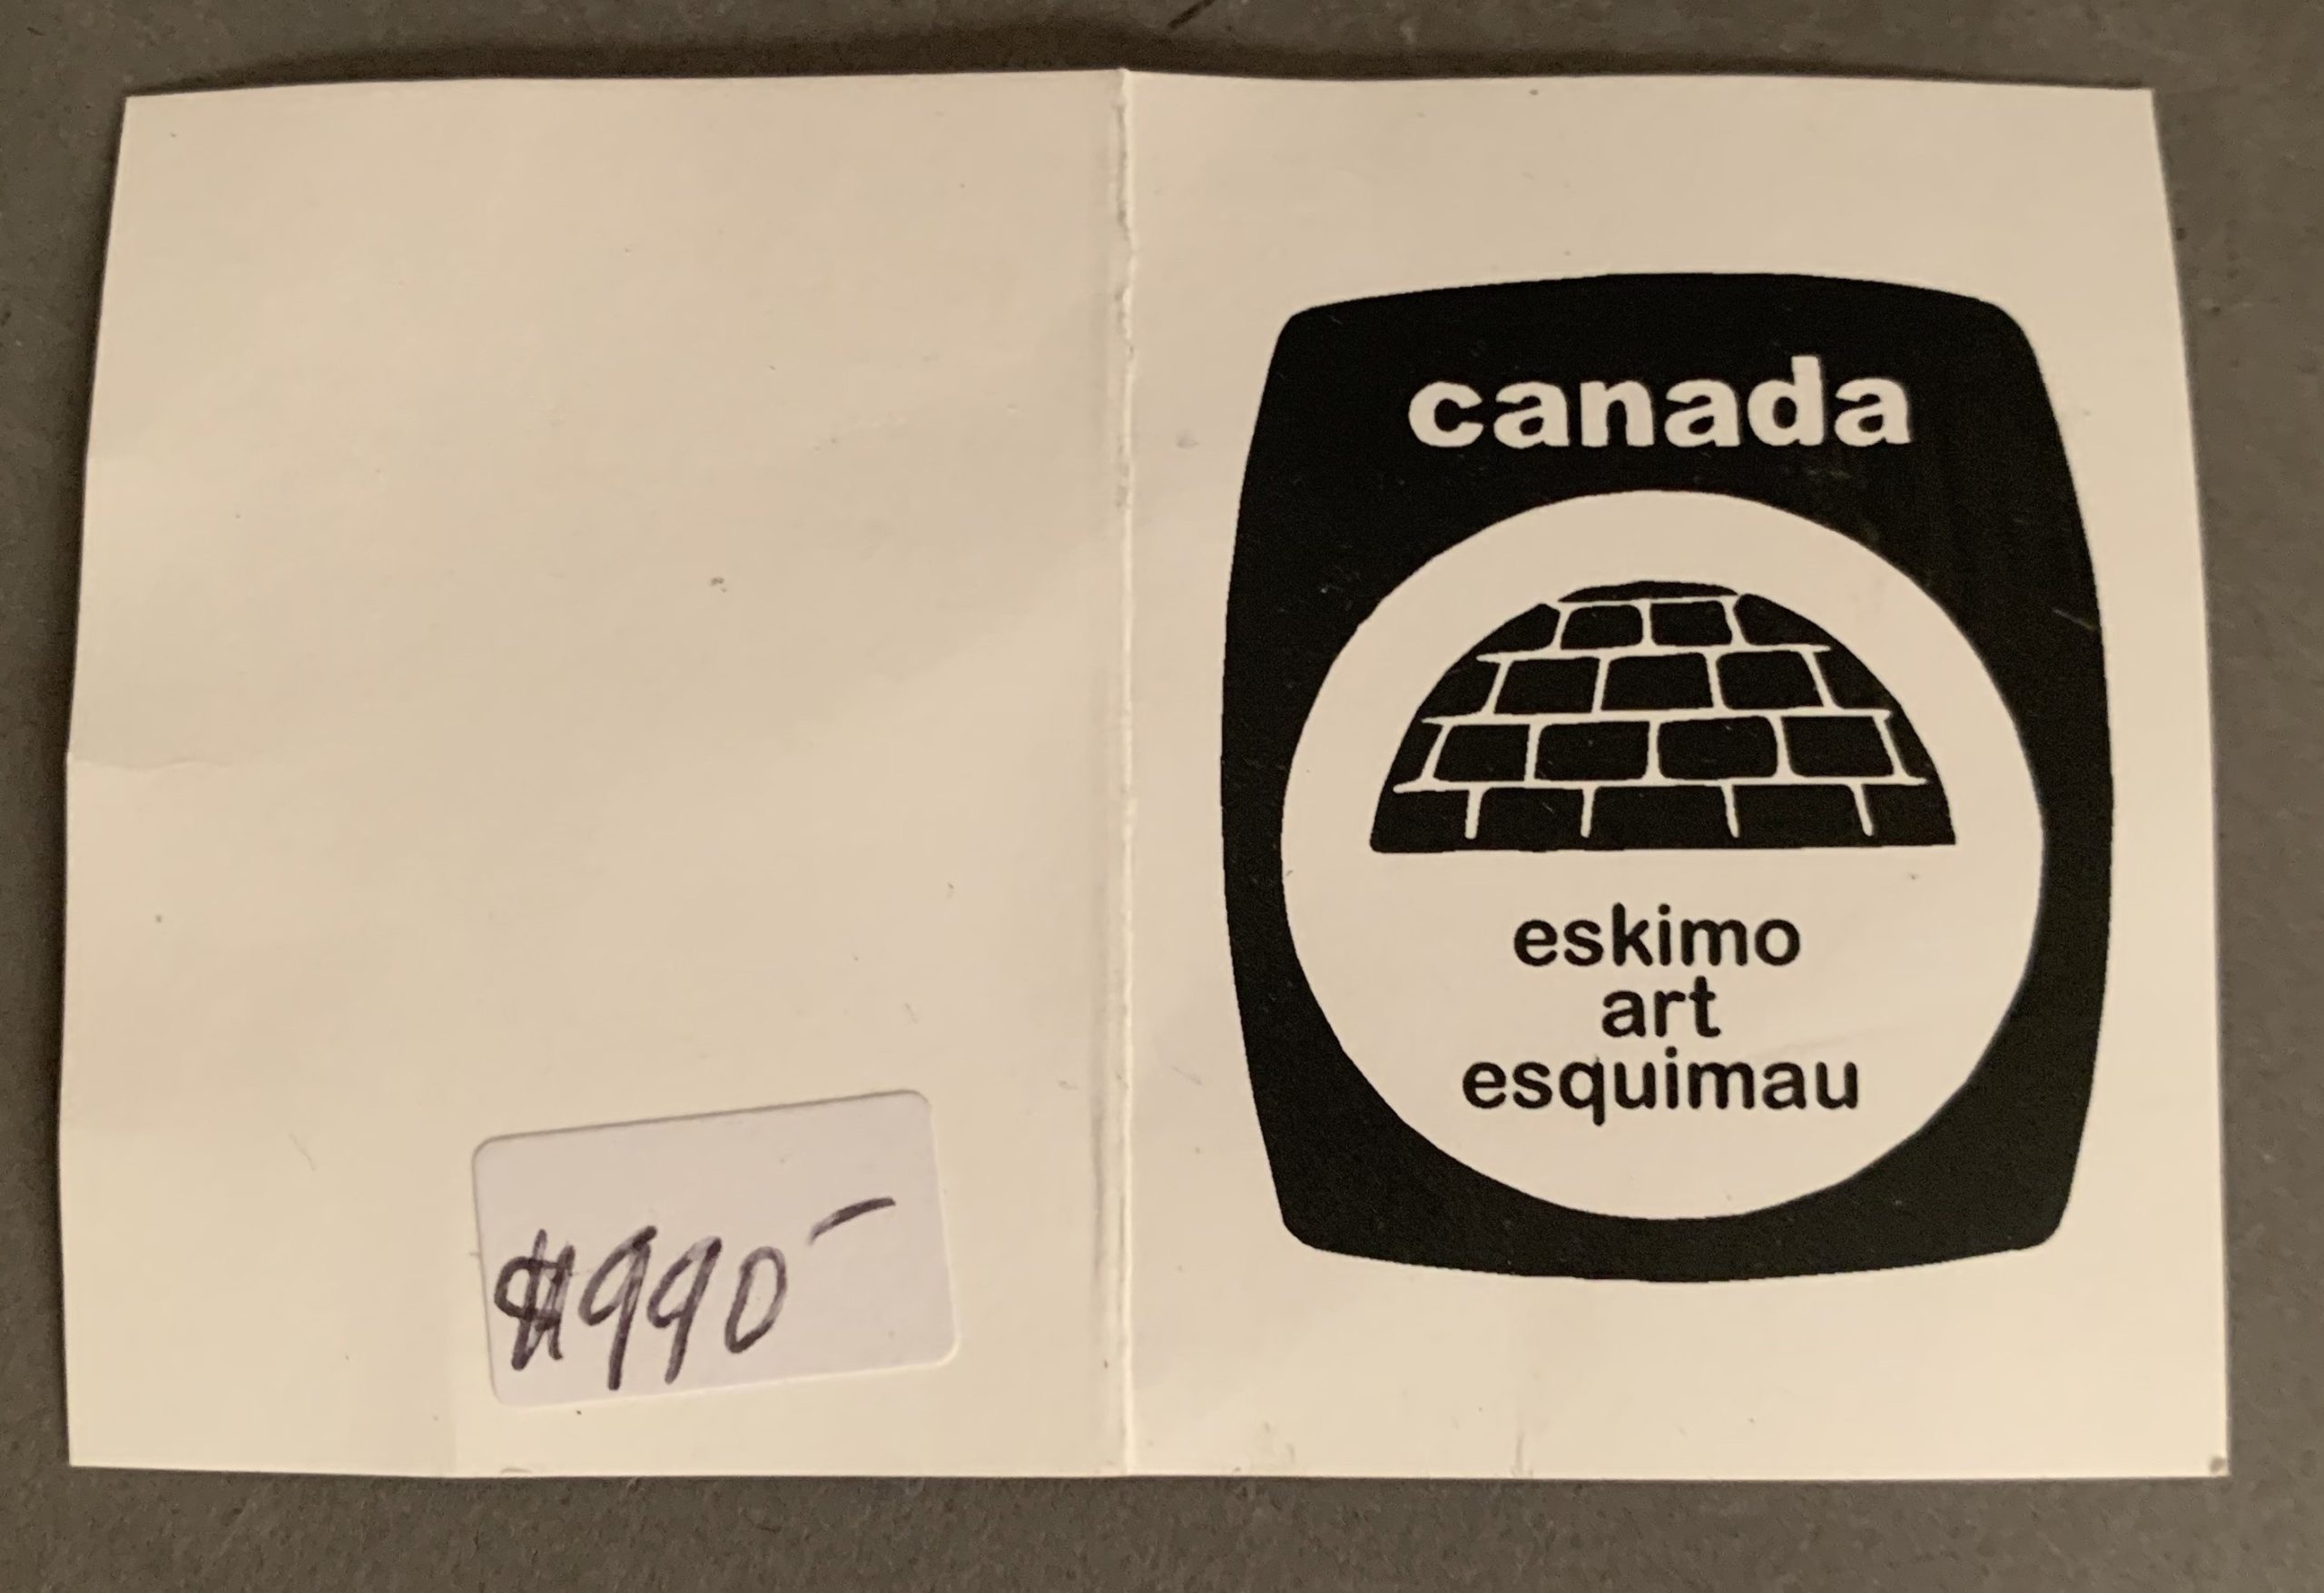 $990-
canada
eskimo
art
esquimau